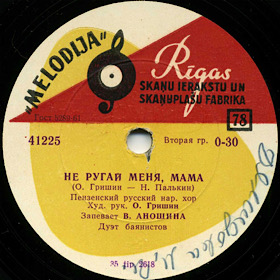 "MELODIJA"
Rīgas
SKAŅU IERAKSTU UN
SKAŅUPLAŠU FABRIKA
78
41225
Вторая гр. 0-30
НЕ РУГАЙ МЕНЯ, МАМА
(О. Гришин — Н. Палькин)
Пензенский русский нар. хор
Худ. рук. О. Гришин
Запевает В. АНОШИНА
Дуэт баянистов